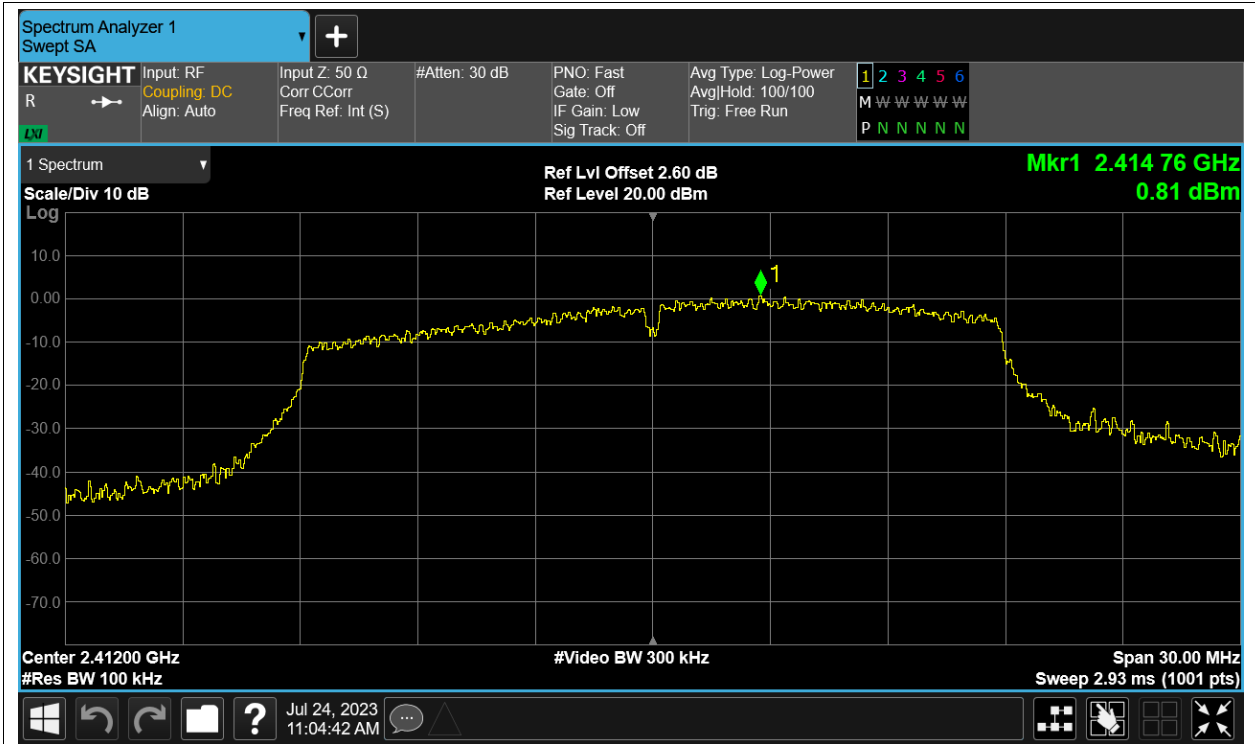 Spectrum Analyzer 1
Swept SA
KEYSIGHT
R
LXI
Input: RF
Coupling: DC
Align: Auto
Input Z: 50 Ω
Corr CCorr
Freq Ref: Int (S)
#Atten: 30 dB
PNO: Fast
Gate: Off
IF Gain: Low
Sig Track: Off
Avg Type: Log-Power
Avg|Hold: 100/100
Trig: Free Run
1 2 3 4 5 6
M W W W W W
P N N N N N
1 Spectrum
Scale/Div 10 dB
Ref Lvl Offset 2.60 dB
Ref Level 20.00 dBm
Mkr1 2.414 76 GHz
0.81 dBm
Log
1
10.0
0.00
-10.0
-20.0
-30.0
-40.0
-50.0
-60.0
-70.0
Center 2.41200 GHz
#Video BW 300 kHz
Span 30.00 MHz
#Res BW 100 kHz
Sweep 2.93 ms (1001 pts)
?
Jul 24, 2023
11:04:42 AM